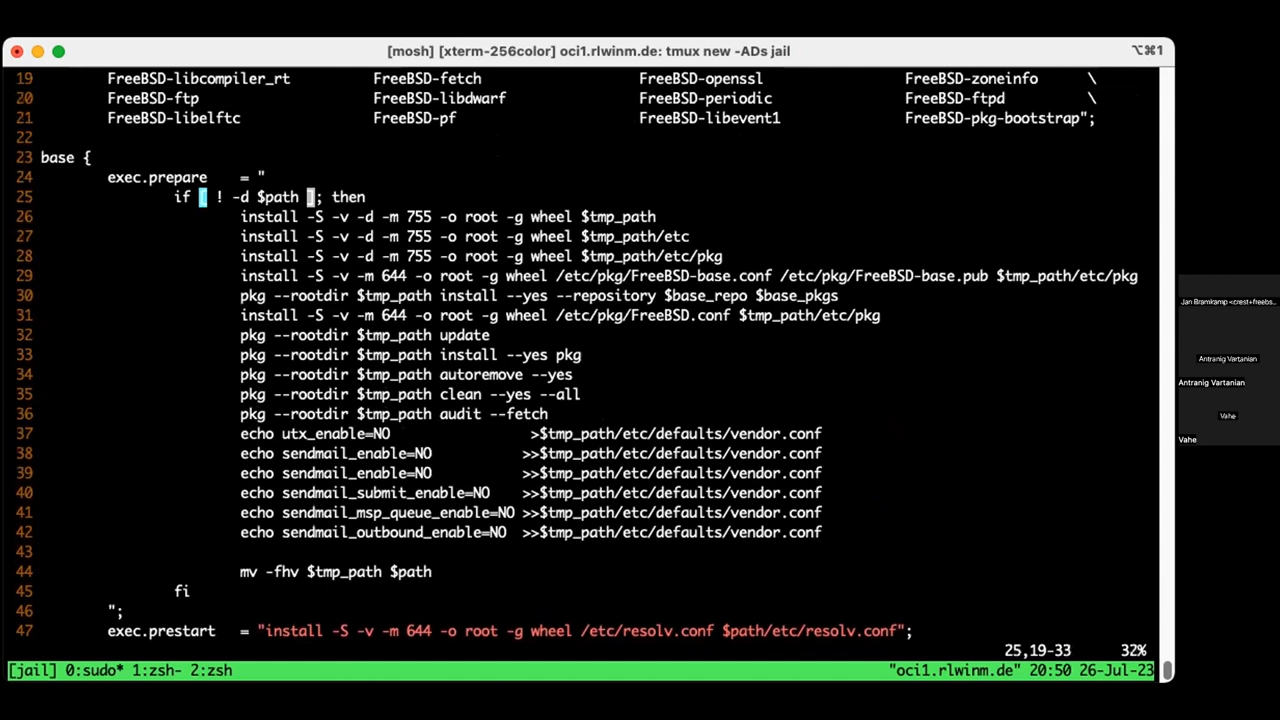 [mosh] [xterm-256color] oci1.rlwinm.de: tmux new -ADs jail ⌥⌘1
19 FreeBSD-libcompiler_rt FreeBSD-fetch FreeBSD-openssl FreeBSD-zoneinfo \
20 FreeBSD-ftp FreeBSD-libdwarf FreeBSD-periodic FreeBSD-ftpd \
21 FreeBSD-libelftc FreeBSD-pf FreeBSD-libevent1 FreeBSD-pkg-bootstrap";
22
23 base {
24 exec.prepare = "
25 if [ ! -d $path ]; then
26 install -S -v -d -m 755 -o root -g wheel $tmp_path
27 install -S -v -d -m 755 -o root -g wheel $tmp_path/etc
28 install -S -v -d -m 755 -o root -g wheel $tmp_path/etc/pkg
29 install -S -v -m 644 -o root -g wheel /etc/pkg/FreeBSD-base.conf /etc/pkg/FreeBSD-base.pub $tmp_path/etc/pkg
30 pkg --rootdir $tmp_path install --yes --repository $base_repo $base_pkgs
31 install -S -v -m 644 -o root -g wheel /etc/pkg/FreeBSD.conf $tmp_path/etc/pkg
32 pkg --rootdir $tmp_path update
33 pkg --rootdir $tmp_path install --yes pkg
34 pkg --rootdir $tmp_path autoremove --yes
35 pkg --rootdir $tmp_path clean --yes --all
36 pkg --rootdir $tmp_path audit --fetch
37 echo utx_enable=NO >$tmp_path/etc/defaults/vendor.conf
38 echo sendmail_enable=NO >>$tmp_path/etc/defaults/vendor.conf
39 echo sendmail_enable=NO >>$tmp_path/etc/defaults/vendor.conf
40 echo sendmail_submit_enable=NO >>$tmp_path/etc/defaults/vendor.conf
41 echo sendmail_msp_queue_enable=NO >>$tmp_path/etc/defaults/vendor.conf
42 echo sendmail_outbound_enable=NO >>$tmp_path/etc/defaults/vendor.conf
43
44 mv -fhv $tmp_path $path
45 fi
46 ";
47 exec.prestart = "install -S -v -m 644 -o root -g wheel /etc/resolv.conf $path/etc/resolv.conf";
25,19-33 32%
[jail] 0:sudo* 1:zsh- 2:zsh "oci1.rlwinm.de" 20:50 26-Jul-23
Jan Bramkamp <crest+freebs...
Antranig Vartanian
Antranig Vartanian
Vahe
Vahe